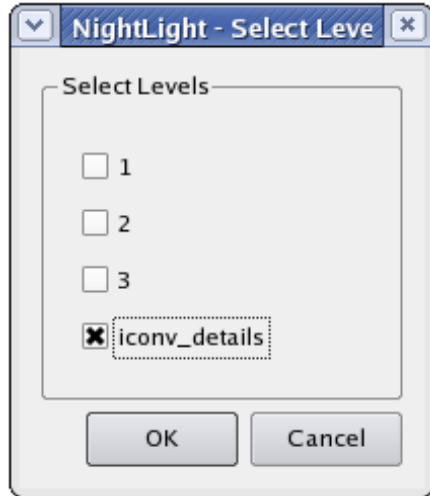 NightLight - Select Leve
Select Levels
1
2
3
iconv_details
OK Cancel